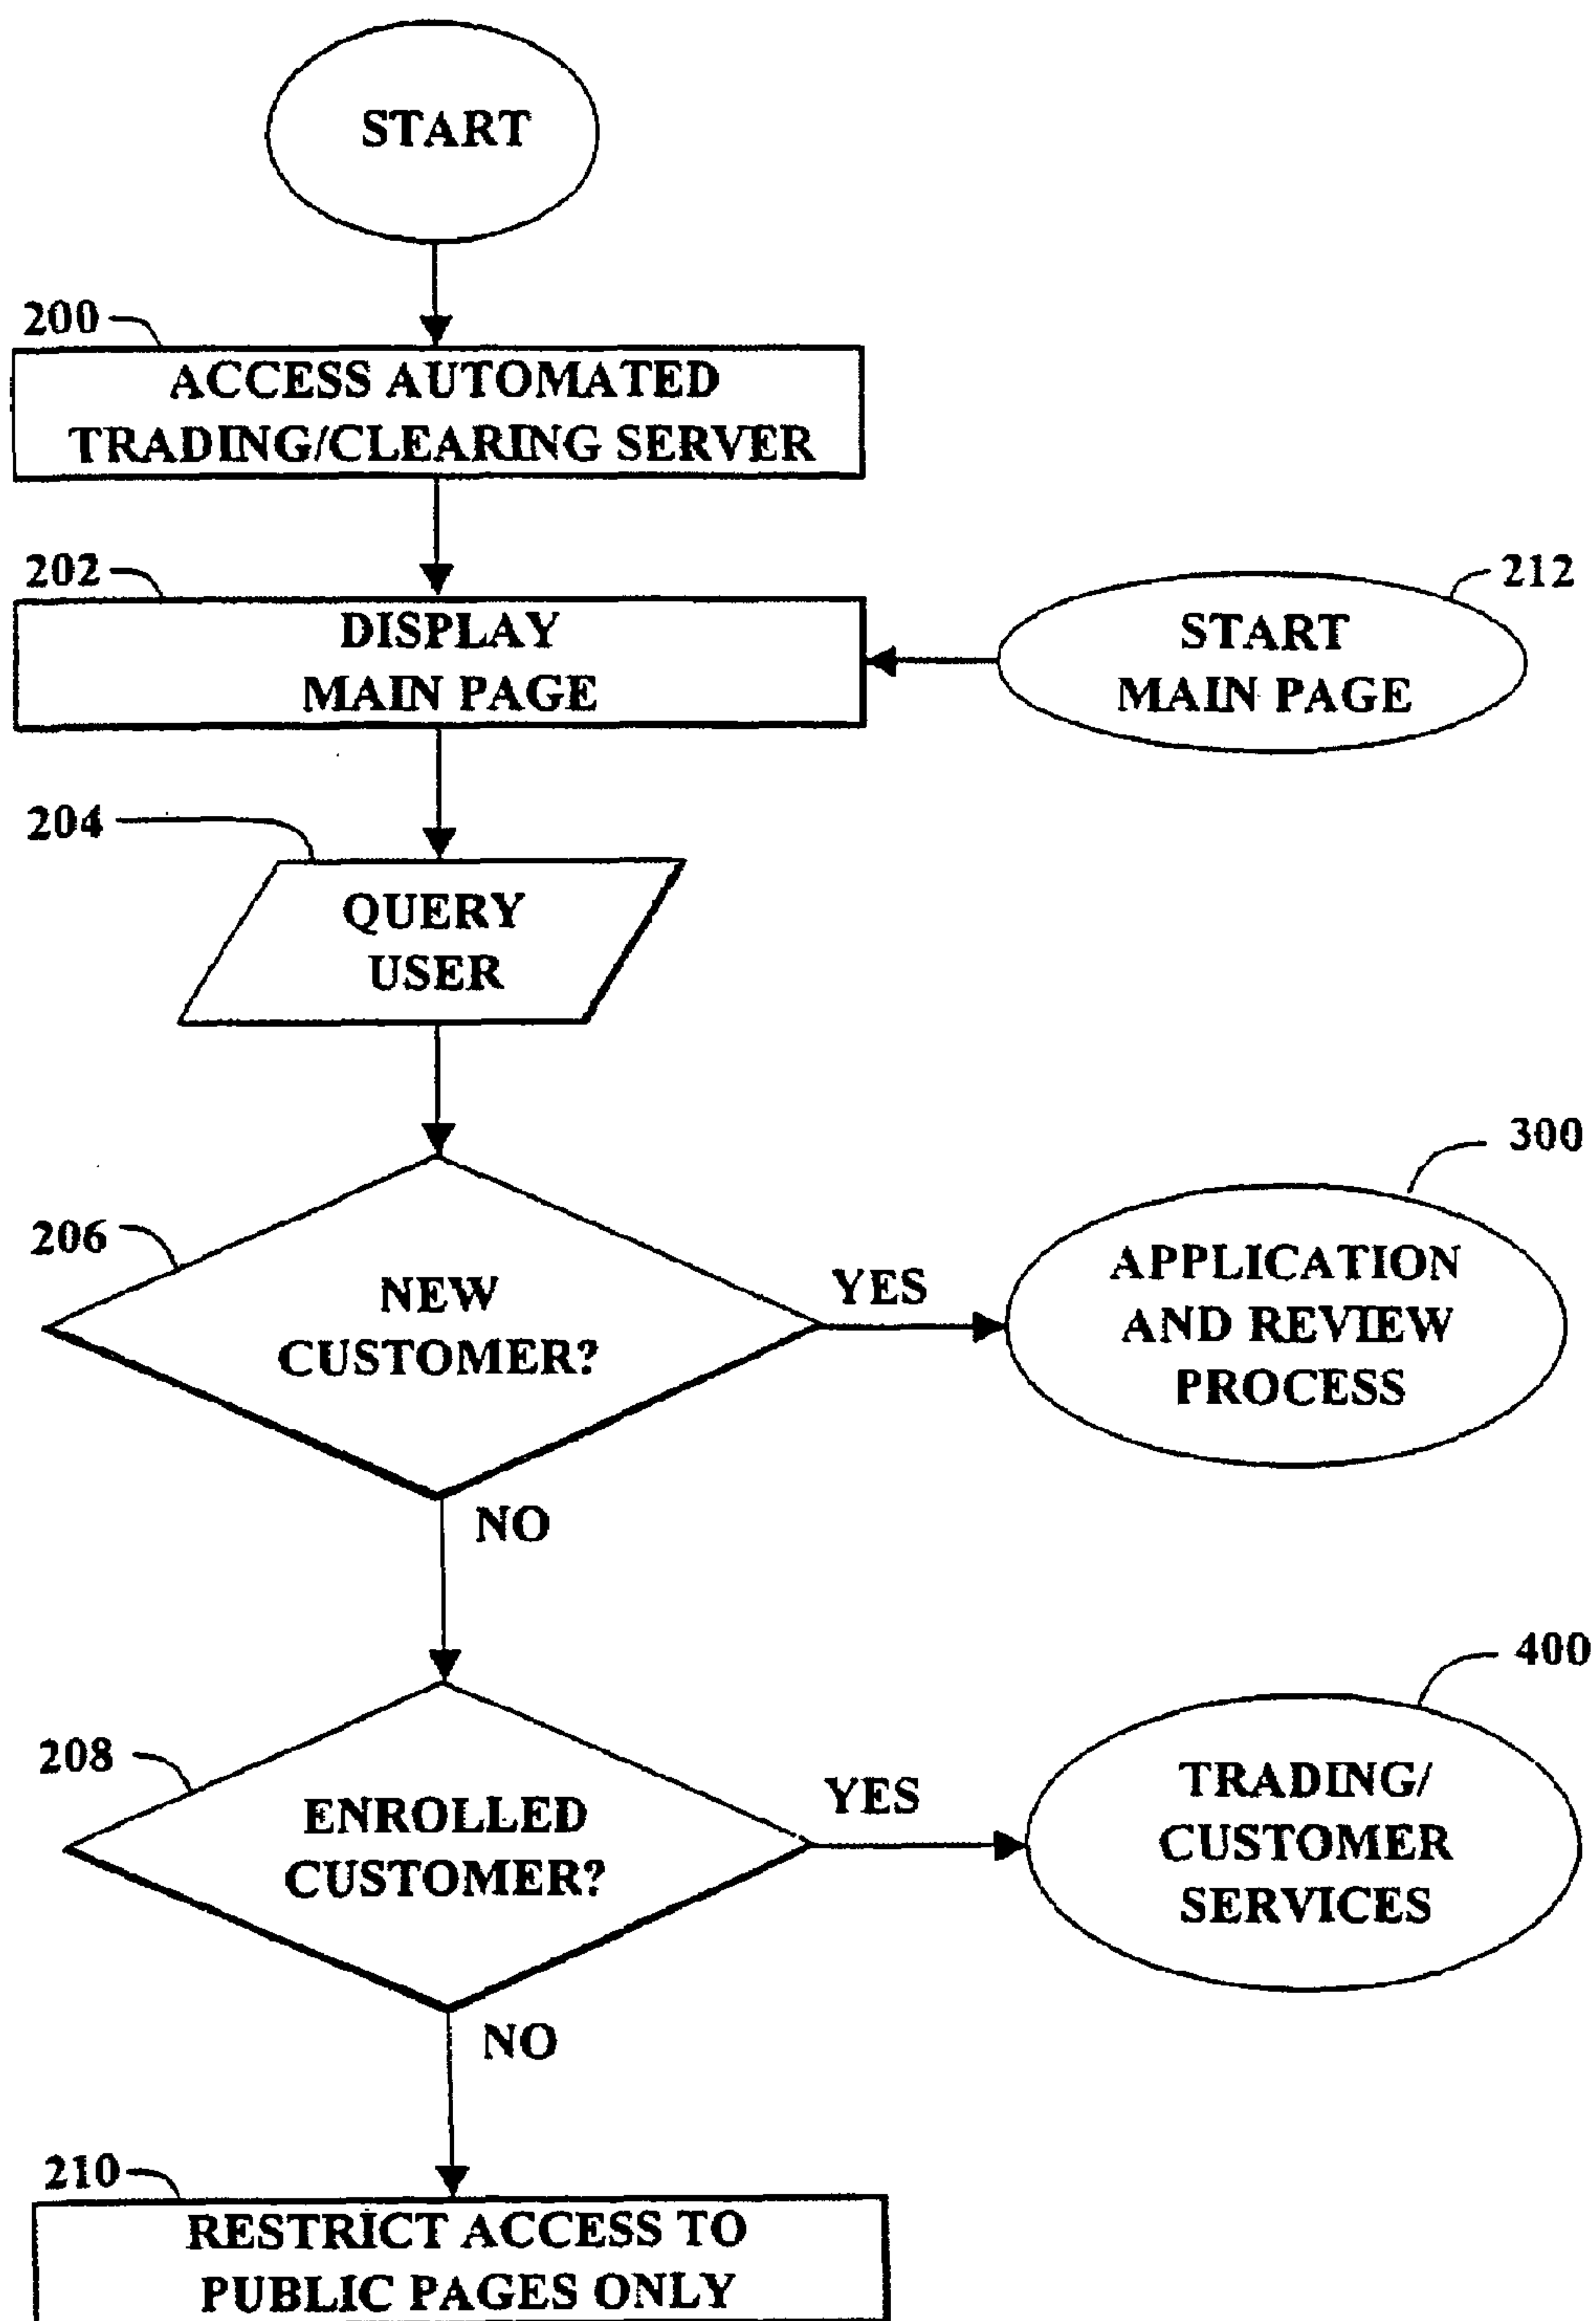 START
200
ACCESS AUTOMATED
TRADING/CLEARING SERVER
202
DISPLAY
MAIN PAGE
212
START
MAIN PAGE
204
QUERY
USER
206
NEW
CUSTOMER?
YES
300
APPLICATION
AND REVIEW
PROCESS
NO
208
ENROLLED
CUSTOMER?
YES
400
TRADING/
CUSTOMER
SERVICES
NO
210
RESTRICT ACCESS TO
PUBLIC PAGES ONLY